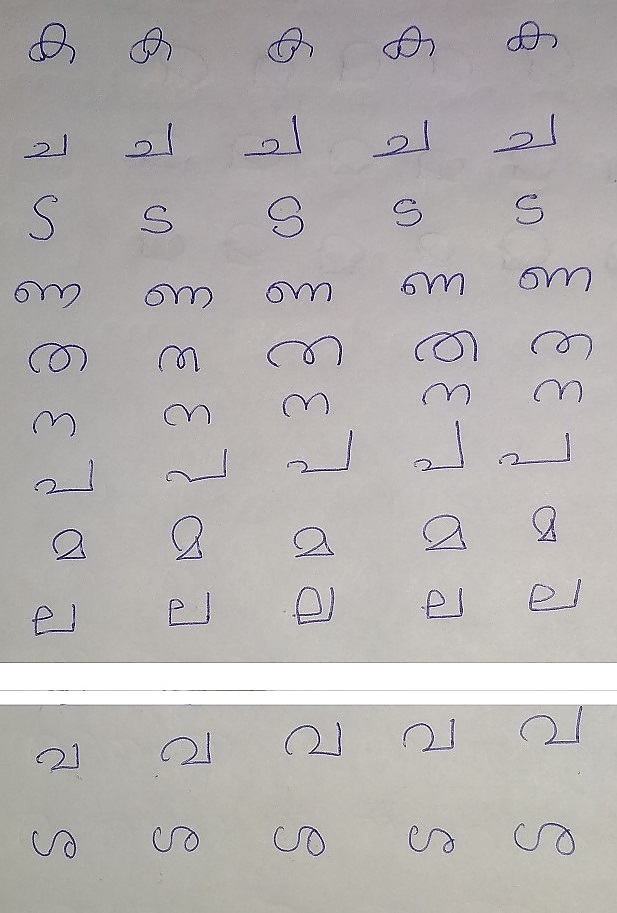 ക ക ക ക ക
ച ച ച ച ച
ട ട ട ട ട
ണ ണ ണ ണ ണ
ത ത ത ത ത
ന ന ന ന ന
പ പ പ പ പ
മ മ മ മ മ
ല ല ല ല ല
വ വ വ വ വ
ശ ശ ശ ശ ശ